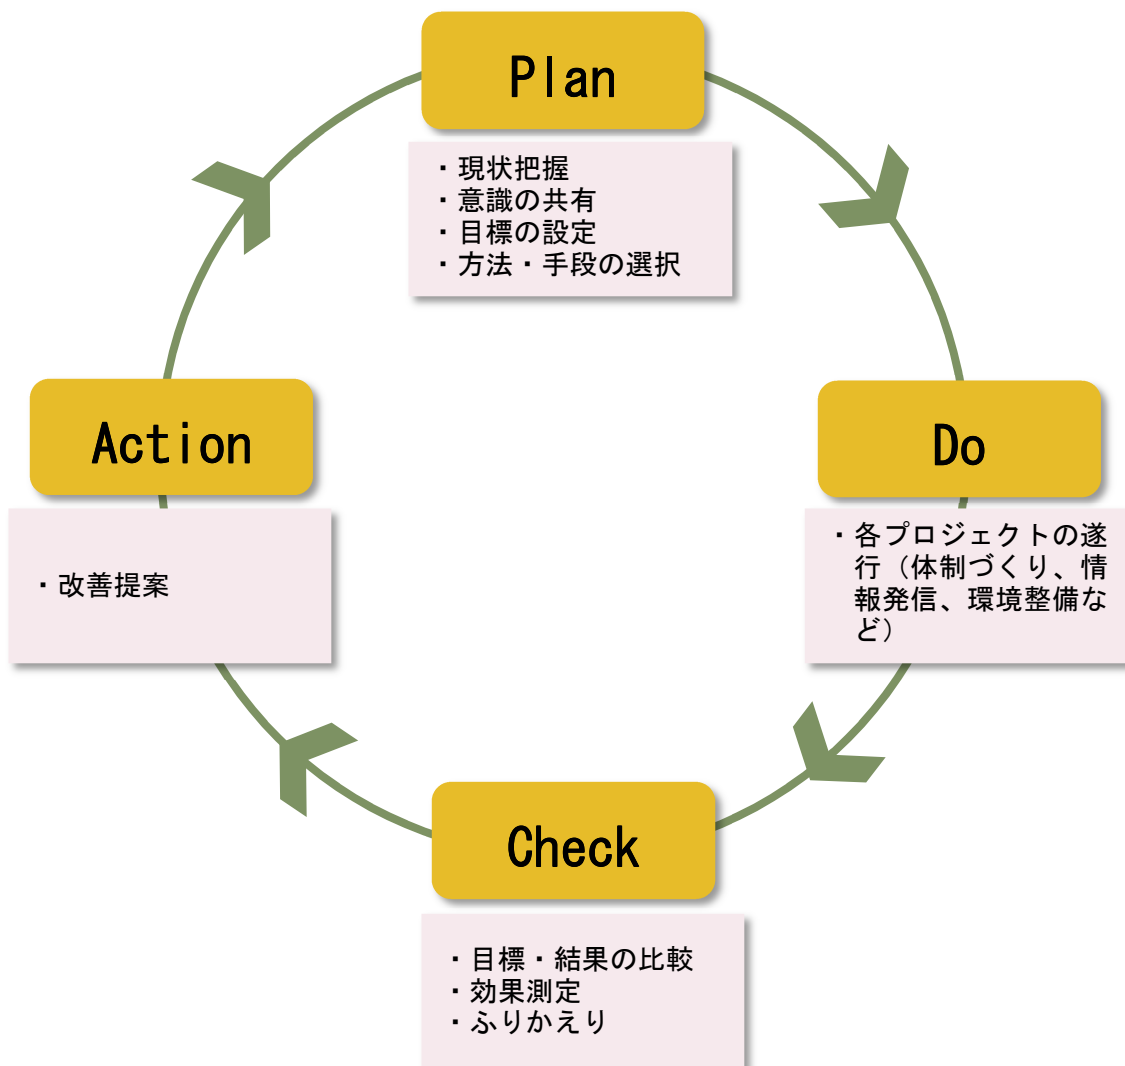 Plan
・現状把握
・意識の共有
・目標の設定
・方法・手段の選択
Do
・各プロジェクトの遂
行（体制づくり、情
報発信、環境整備な
ど）
Check
・目標・結果の比較
・効果測定
・ふりかえり
Action
・改善提案